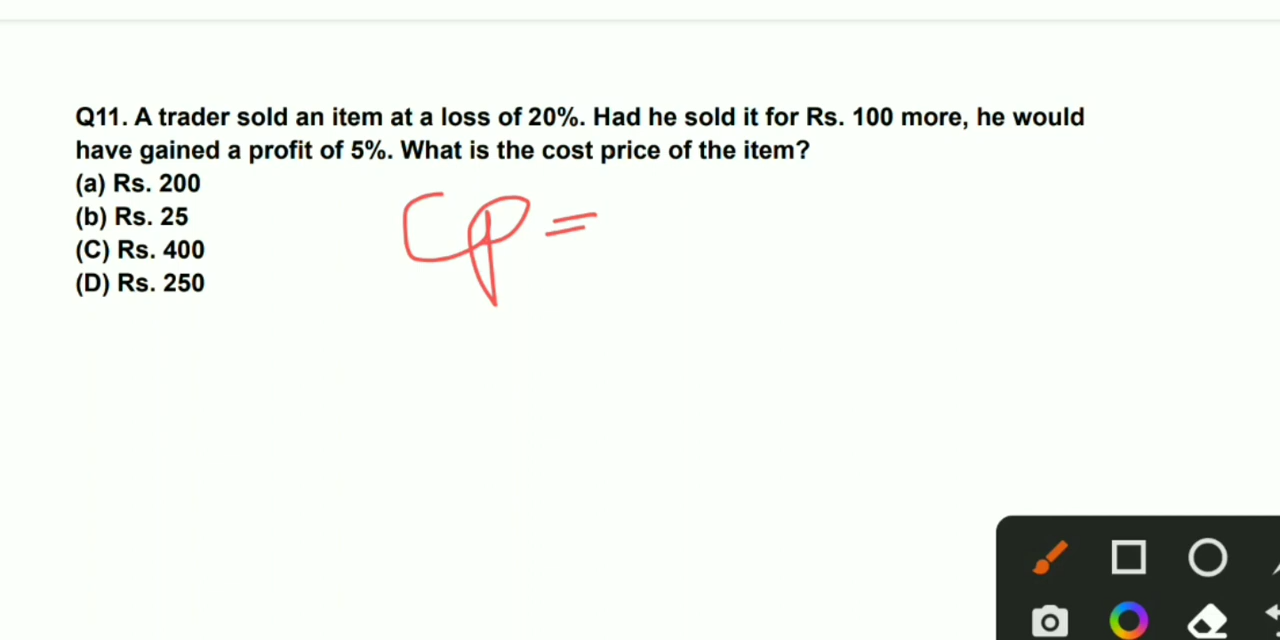 Q11. A trader sold an item at a loss of 20%. Had he sold it for Rs. 100 more, he would
have gained a profit of 5%. What is the cost price of the item?
(a) Rs. 200
(b) Rs. 25
(C) Rs. 400
(D) Rs. 250
Cp =